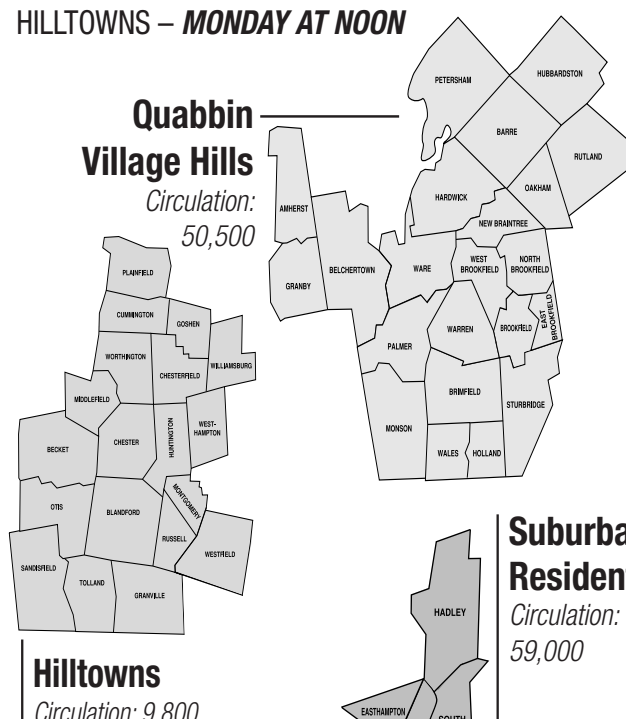 HILLTOWNS – MONDAY AT NOON
Quabbin
Village Hills
Circulation:
50,500
PETERSHAM
HUBBARDSTON
BARRE
RUTLAND
OAKHAM
HARDWICK
NEW BRAINTREE
AMHERST
BELCHERTOWN
GRANBY
WARE
WEST
BROOKFIELD
NORTH
BROOKFIELD
EAST
BROOKFIELD
BROOKFIELD
WARREN
PALMER
BRIMFIELD
STURBRIDGE
MONSON
WALES
HOLLAND
PLAINFIELD
CUMMINGTON
GOSHEN
WORTHINGTON
CHESTERFIELD
WILLIAMSBURG
MIDDLEFIELD
CHESTER
HUNTINGTON
WEST-
HAMPTON
BECKET
OTIS
BLANDFORD
MONTGOMERY
RUSSELL
WESTFIELD
SANDISFIELD
TOLLAND
GRANVILLE
Hilltowns
Circulation: 9,800
Suburba
Residen
Circulation:
59,000
HADLEY
EASTHAMPTON
SOUTH